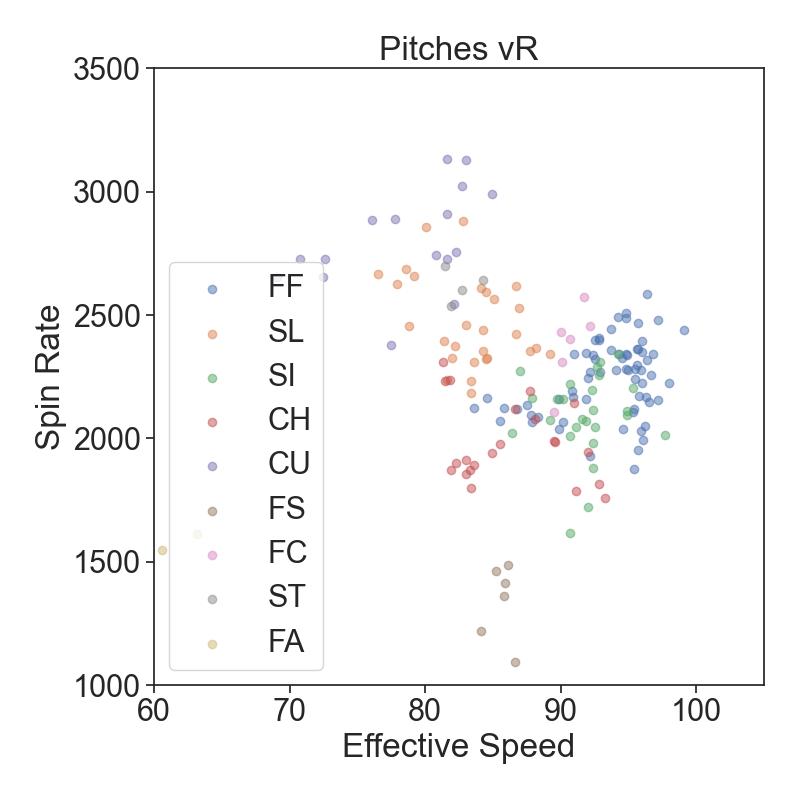 Pitches vR
3500
3000
2500
2000
1500
1000
Spin Rate
FF
SL
SI
CH
CU
FS
FC
ST
FA
60 70 80 90 100
Effective Speed